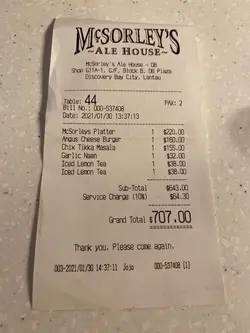 McSORLEY'S
~ALE HOUSE~
McSorley's Ale House - DB
Shop G11A-1, G/F, Block B, DB Plaza
Discovery Bay City, Lantau
Table: 44 PAX: 2
Bill No.: 000-537408
Date: 2021/01/30 13:37:13
McSorleys Platter 1 $220.00
Angus Cheese Burger 1 $160.00
Chix Tikka Masala 1 $155.00
Garlic Naan 1 $32.00
Iced Lemon Tea 1 $38.00
Iced Lemon Tea 1 $38.00
Sub-Total $643.00
Service Charge (10%) $64.30
Grand Total $707.00
Thank you. Please come again.
003-2021/01/30 14:37:11 Jojo 000-537408 [1]